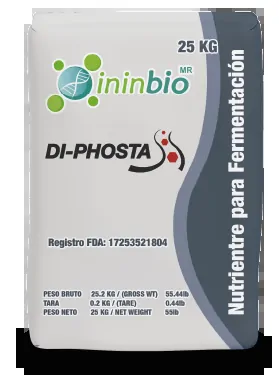 25 KG
ininbio MR
DI-PHOSTA
Nutrientre para Fermentación
Registro FDA: 17253521804
PESO BRUTO 25.2 KG / (GROSS WT) 55.44lb
TARA 0.2 KG / (TARE) 0.44lb
PESO NETO 25 KG / NET WEIGHT 55lb